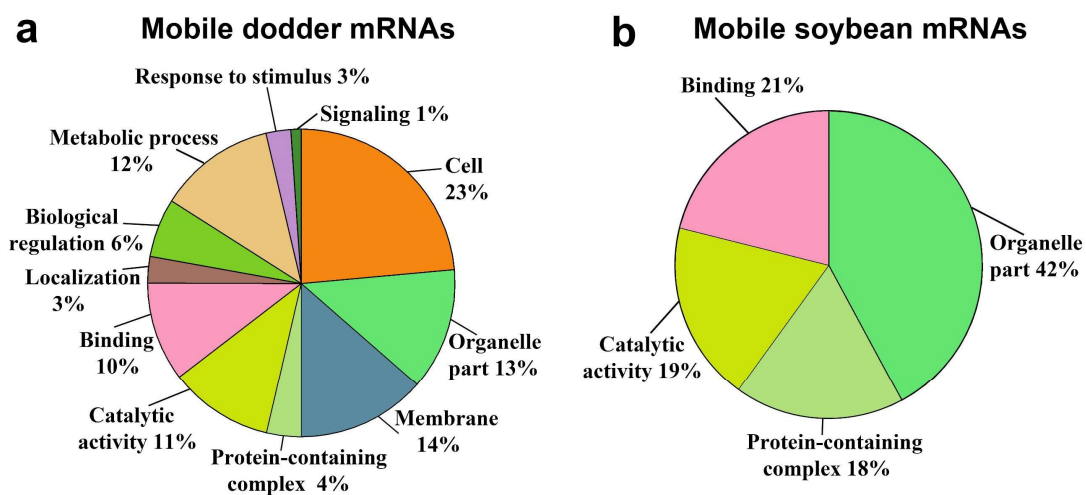 a
Mobile dodder mRNAs
Response to stimulus 3%
Signaling 1%
Metabolic process
12%
Cell
23%
Biological
regulation 6%
Localization
3%
Binding
10%
Organelle
part 13%
Catalytic
activity 11%
Membrane
14%
Protein-containing
complex 4%
b
Mobile soybean mRNAs
Binding 21%
Organelle
part 42%
Catalytic
activity 19%
Protein-containing
complex 18%